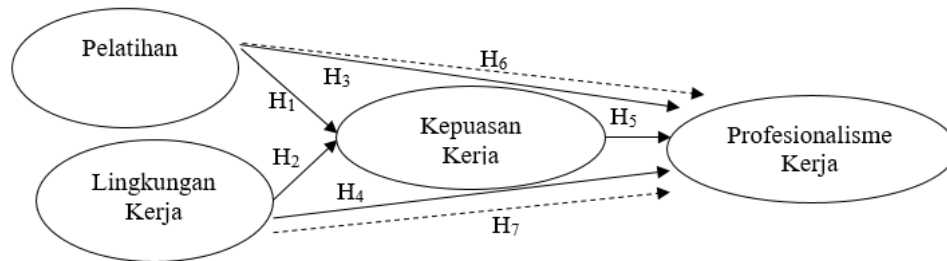 Pelatihan
H6
H3
H1
Kepuasan
Kerja
H5
Profesionalisme
Kerja
H2
Lingkungan
Kerja
H4
H7